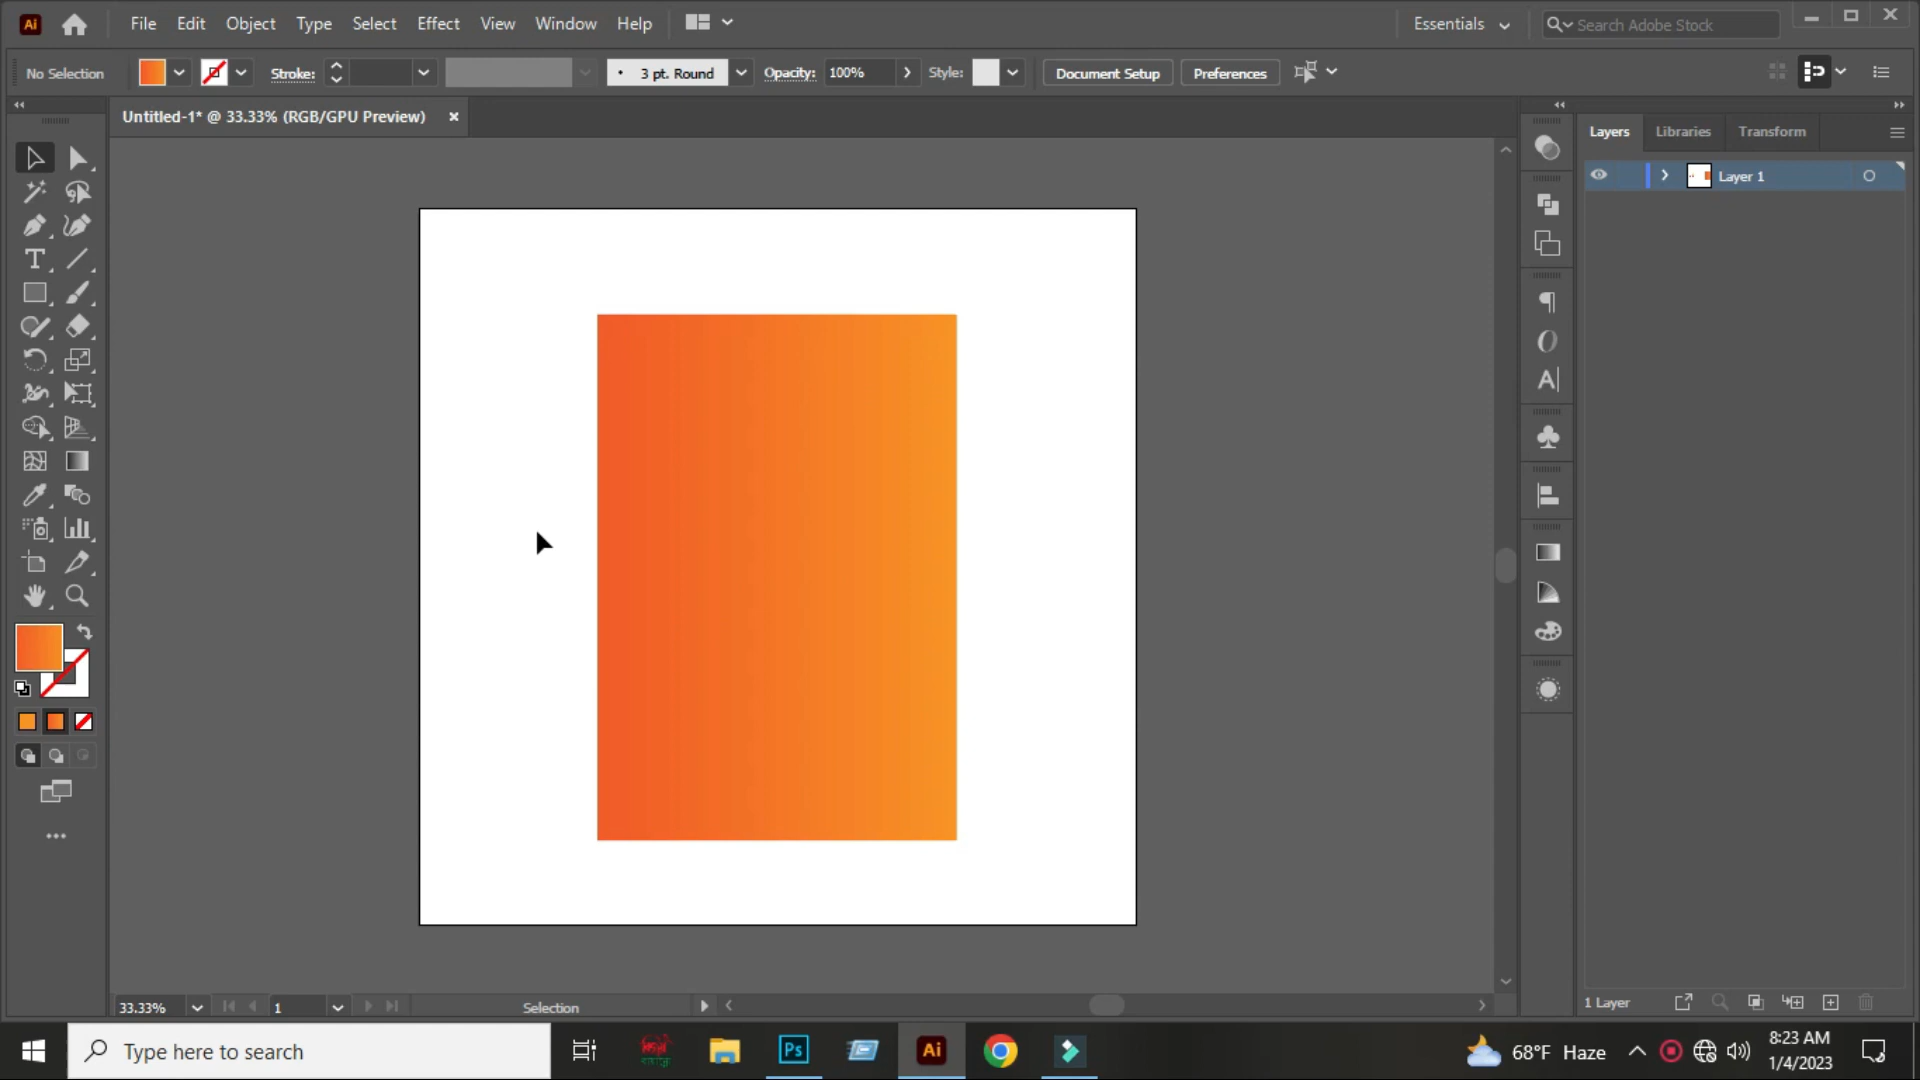 Ai File Edit Object Type Select Effect View Window Help Essentials Search Adobe Stock
No Selection Stroke: 3 pt. Round Opacity: 100% Style: Document Setup Preferences
Untitled-1* @ 33.33% (RGB/GPU Preview)
Layers Libraries Transform
Layer 1
33.33% 1 Selection
1 Layer
Type here to search Ps Ai 68°F Haze
8:23 AM
1/4/2023